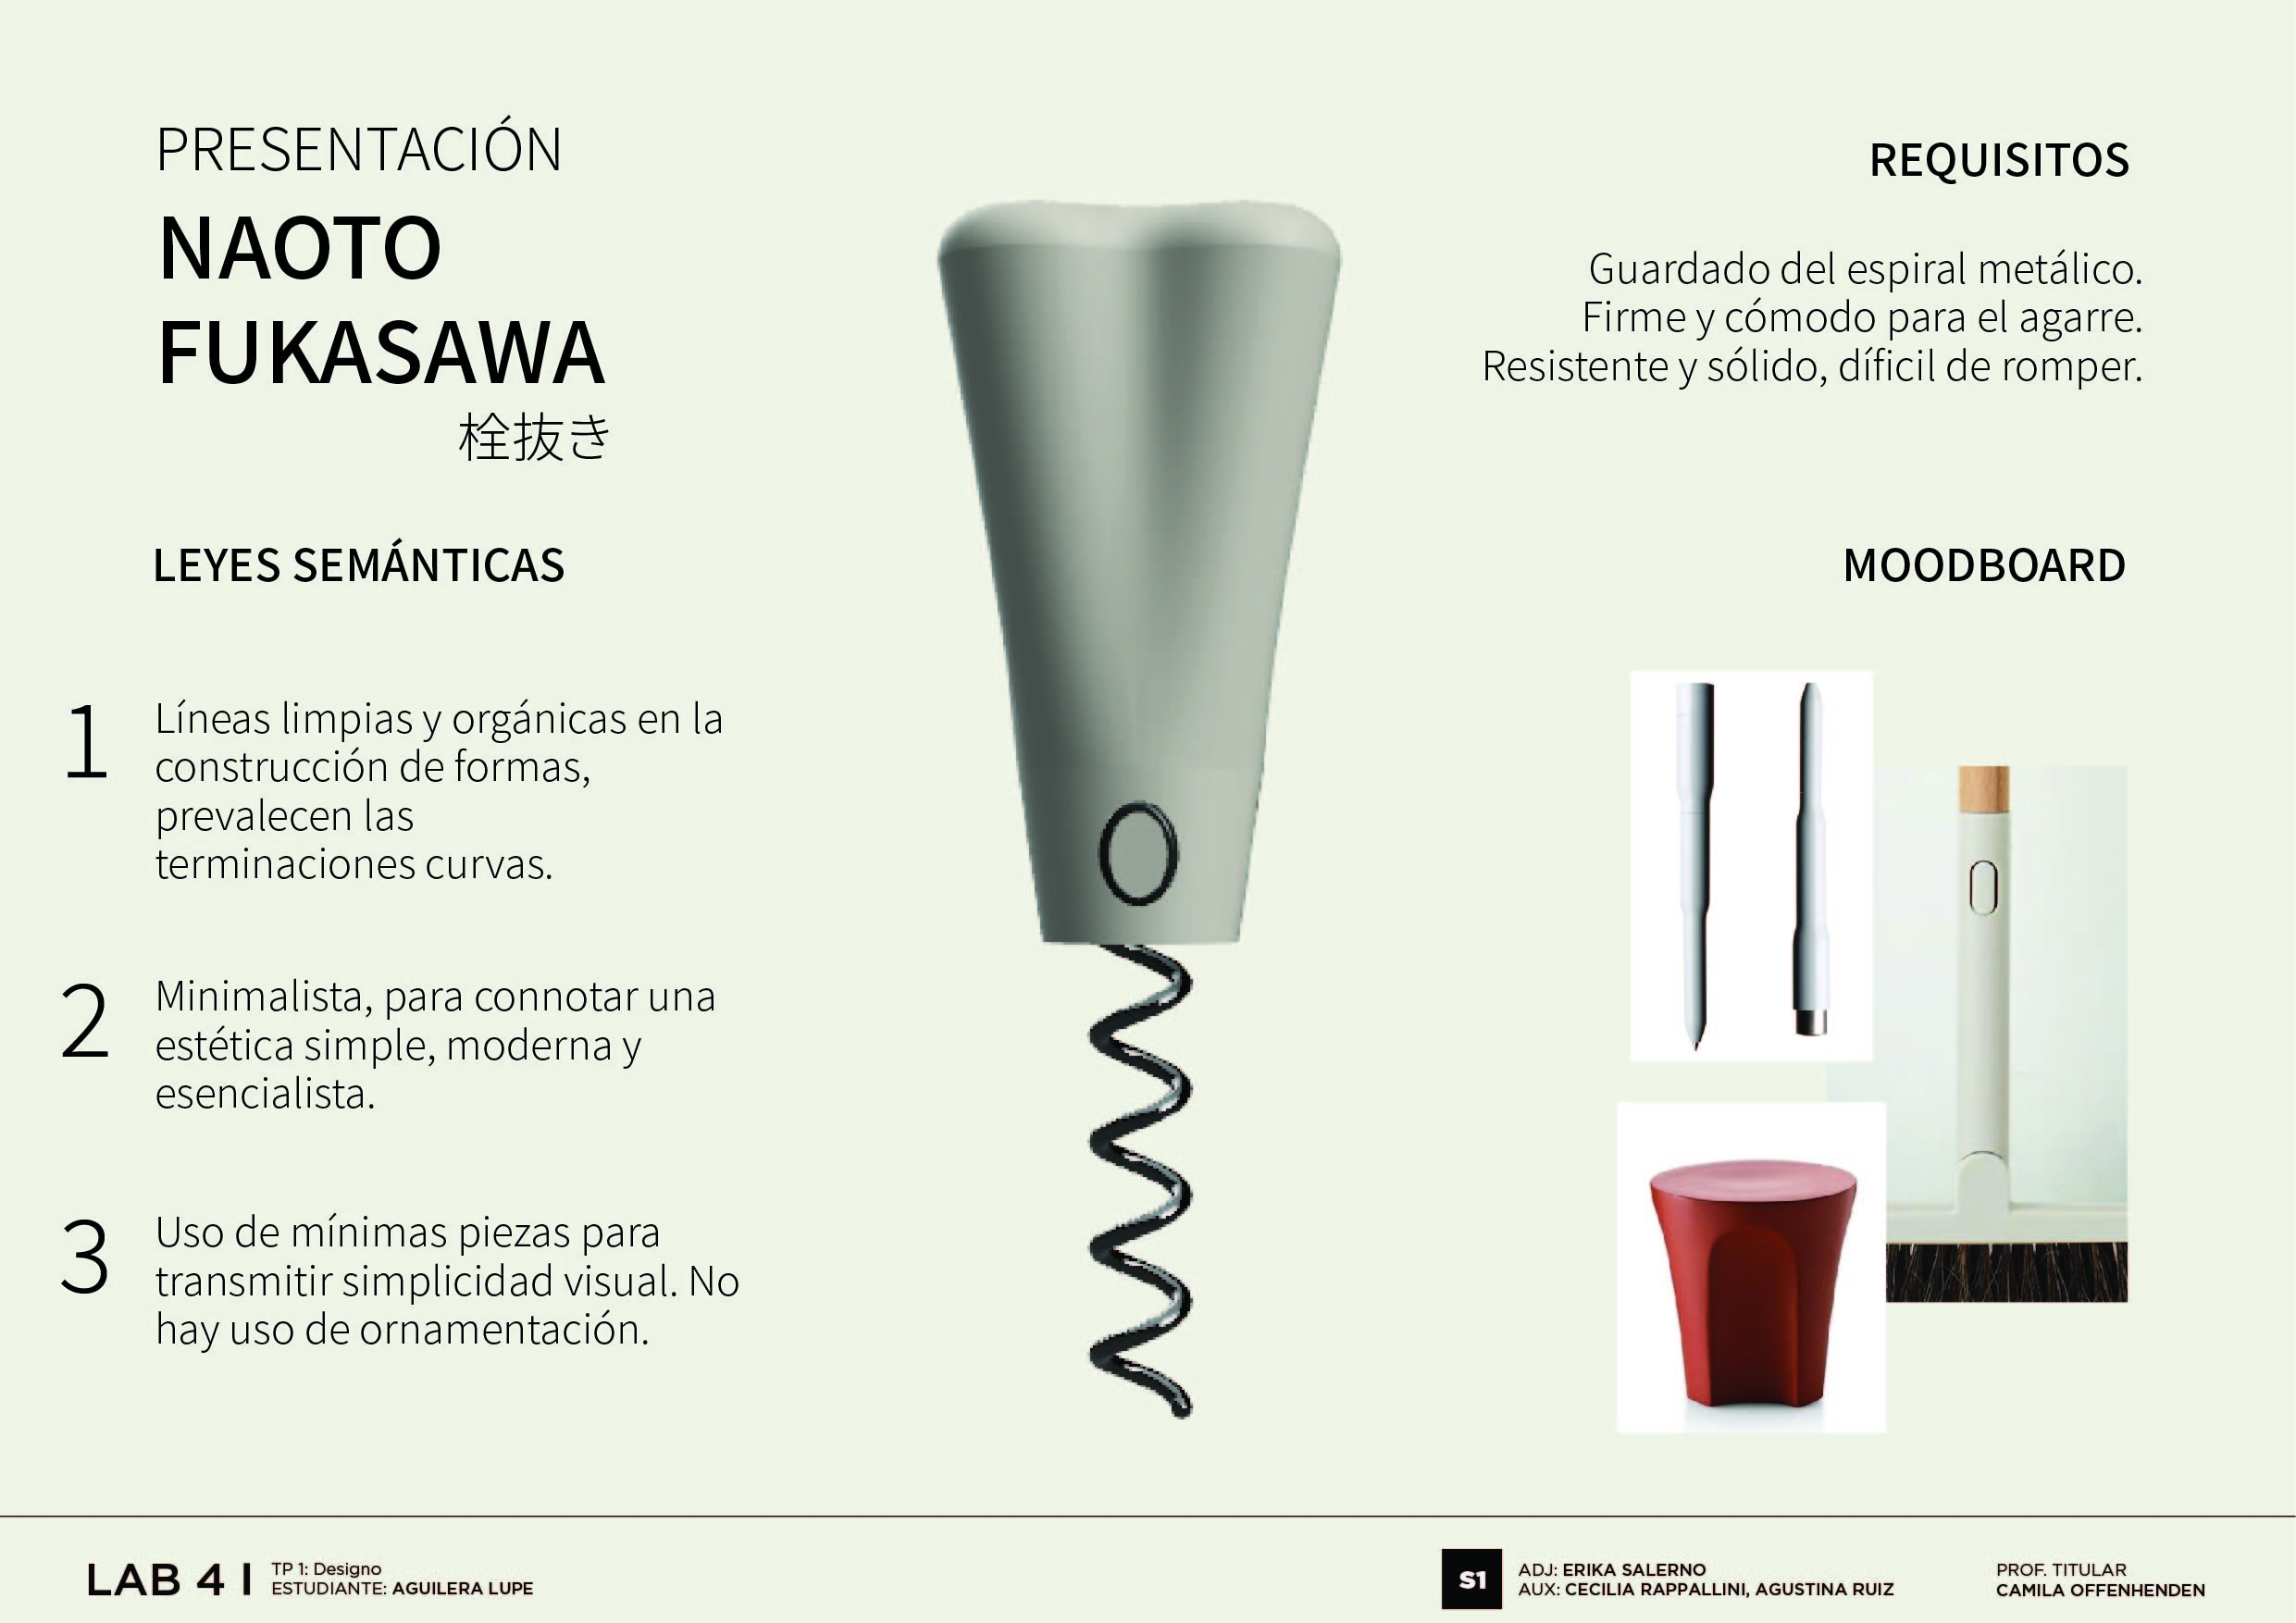 PRESENTACIÓN
NAOTO
FUKASAWA
栓抜き
LEYES SEMÁNTICAS
1
Líneas limpias y orgánicas en la
construcción de formas,
prevalecen las
terminaciones curvas.
2
Minimalista, para connotar una
estética simple, moderna y
esencialista.
3
Uso de mínimas piezas para
transmitir simplicidad visual. No
hay uso de ornamentación.
REQUISITOS
Guardado del espiral metálico.
Firme y cómodo para el agarre.
Resistente y sólido, díficil de romper.
MOODBOARD
LAB 4 I
TP 1: Designo
ESTUDIANTE: AGUILERA LUPE
S1
ADJ: ERIKA SALERNO
AUX: CECILIA RAPPALLINI, AGUSTINA RUIZ
PROF. TITULAR
CAMILA OFFENHENDEN